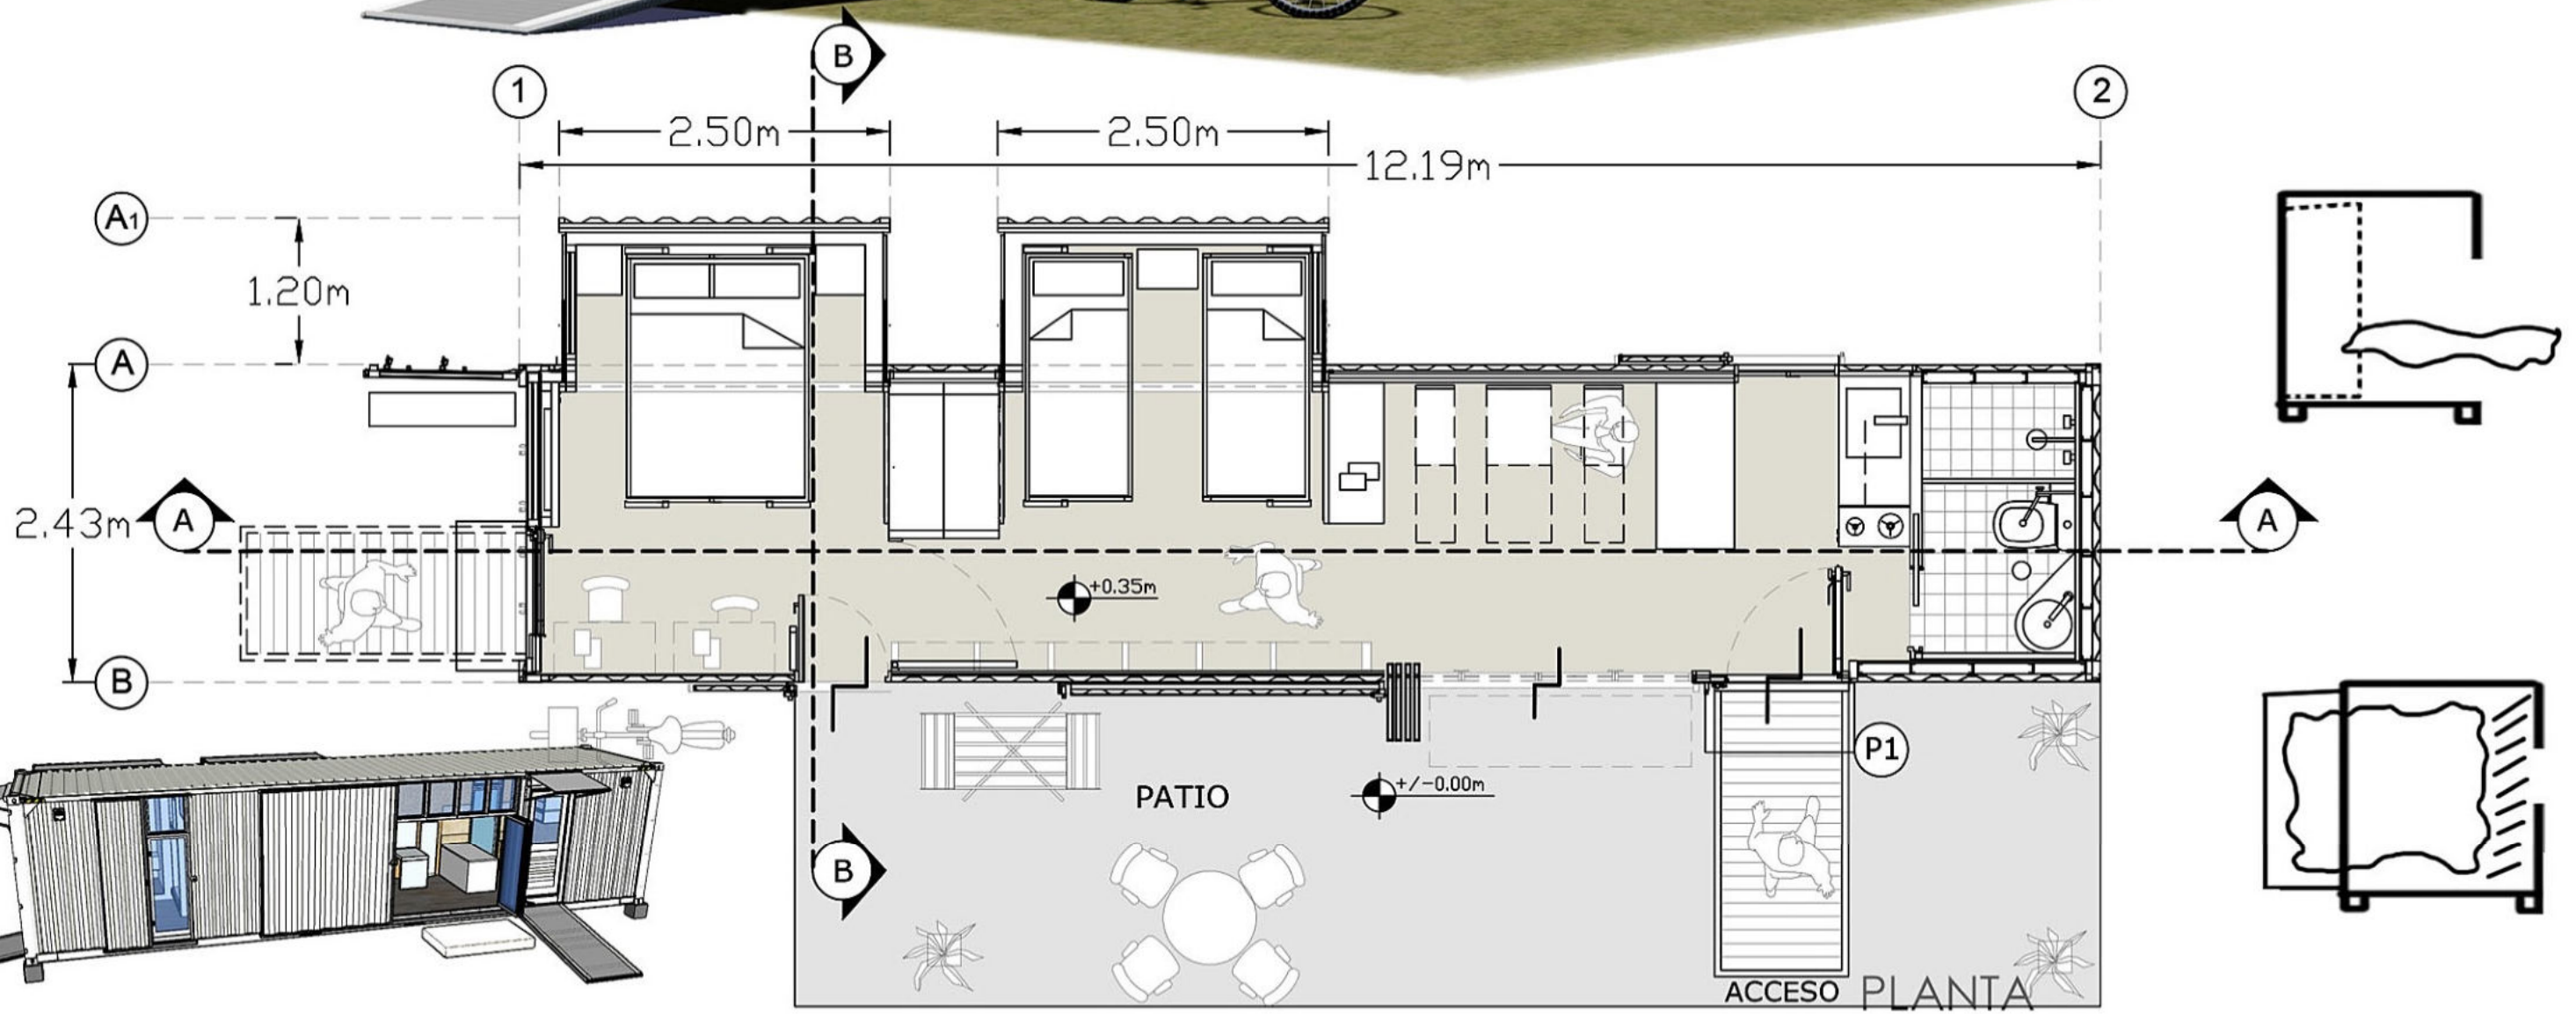 B
1
2
2.50m
2.50m
12.19m
A1
1.20m
A
A
2.43m
A
+0.35m
B
P1
PATIO
+/-0.00m
B
ACCESO
PLANTA